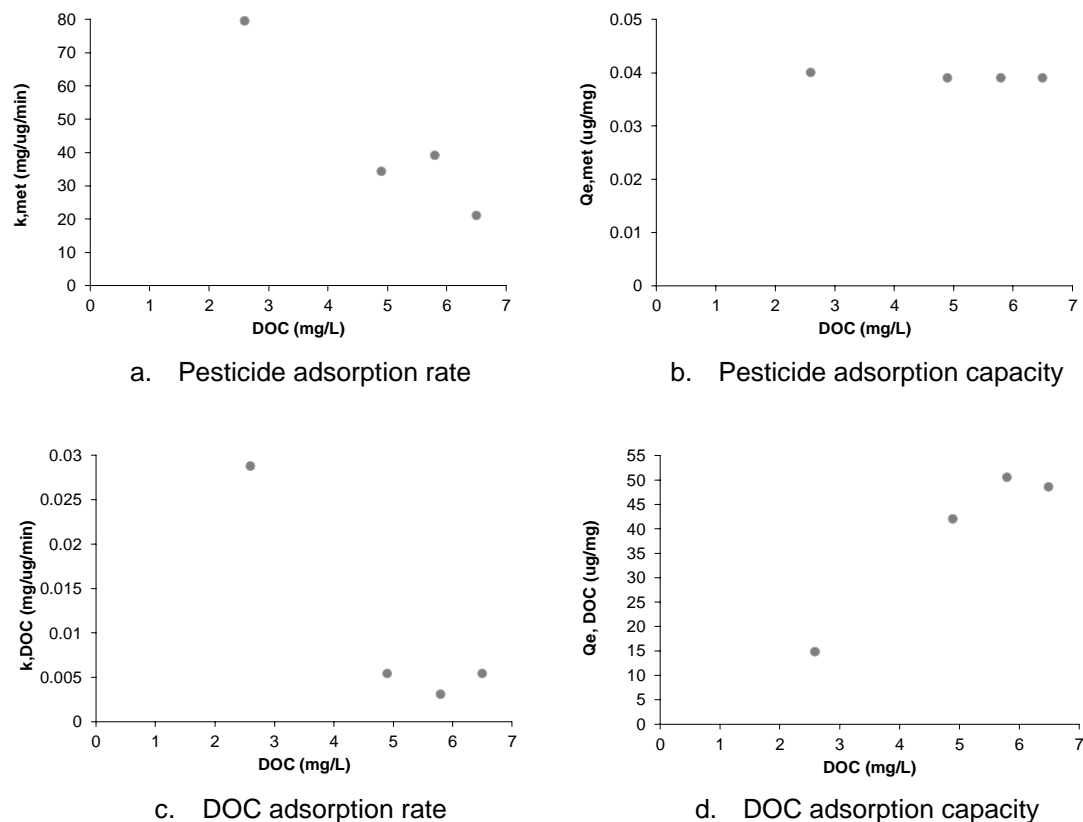 80
70
60
50
40
30
20
10
0
k,met (mg/ug/min)
0 1 2 3 4 5 6 7
DOC (mg/L)
a. Pesticide adsorption rate
0.05
0.04
0.03
0.02
0.01
0
Qe,met (ug/mg)
0 1 2 3 4 5 6 7
DOC (mg/L)
b. Pesticide adsorption capacity
0.03
0.025
0.02
0.015
0.01
0.005
0
k,DOC (mg/ug/min)
0 1 2 3 4 5 6 7
DOC (mg/L)
c. DOC adsorption rate
55
50
45
40
35
30
25
20
15
10
5
0
Qe, DOC (ug/mg)
0 1 2 3 4 5 6 7
DOC (mg/L)
d. DOC adsorption capacity